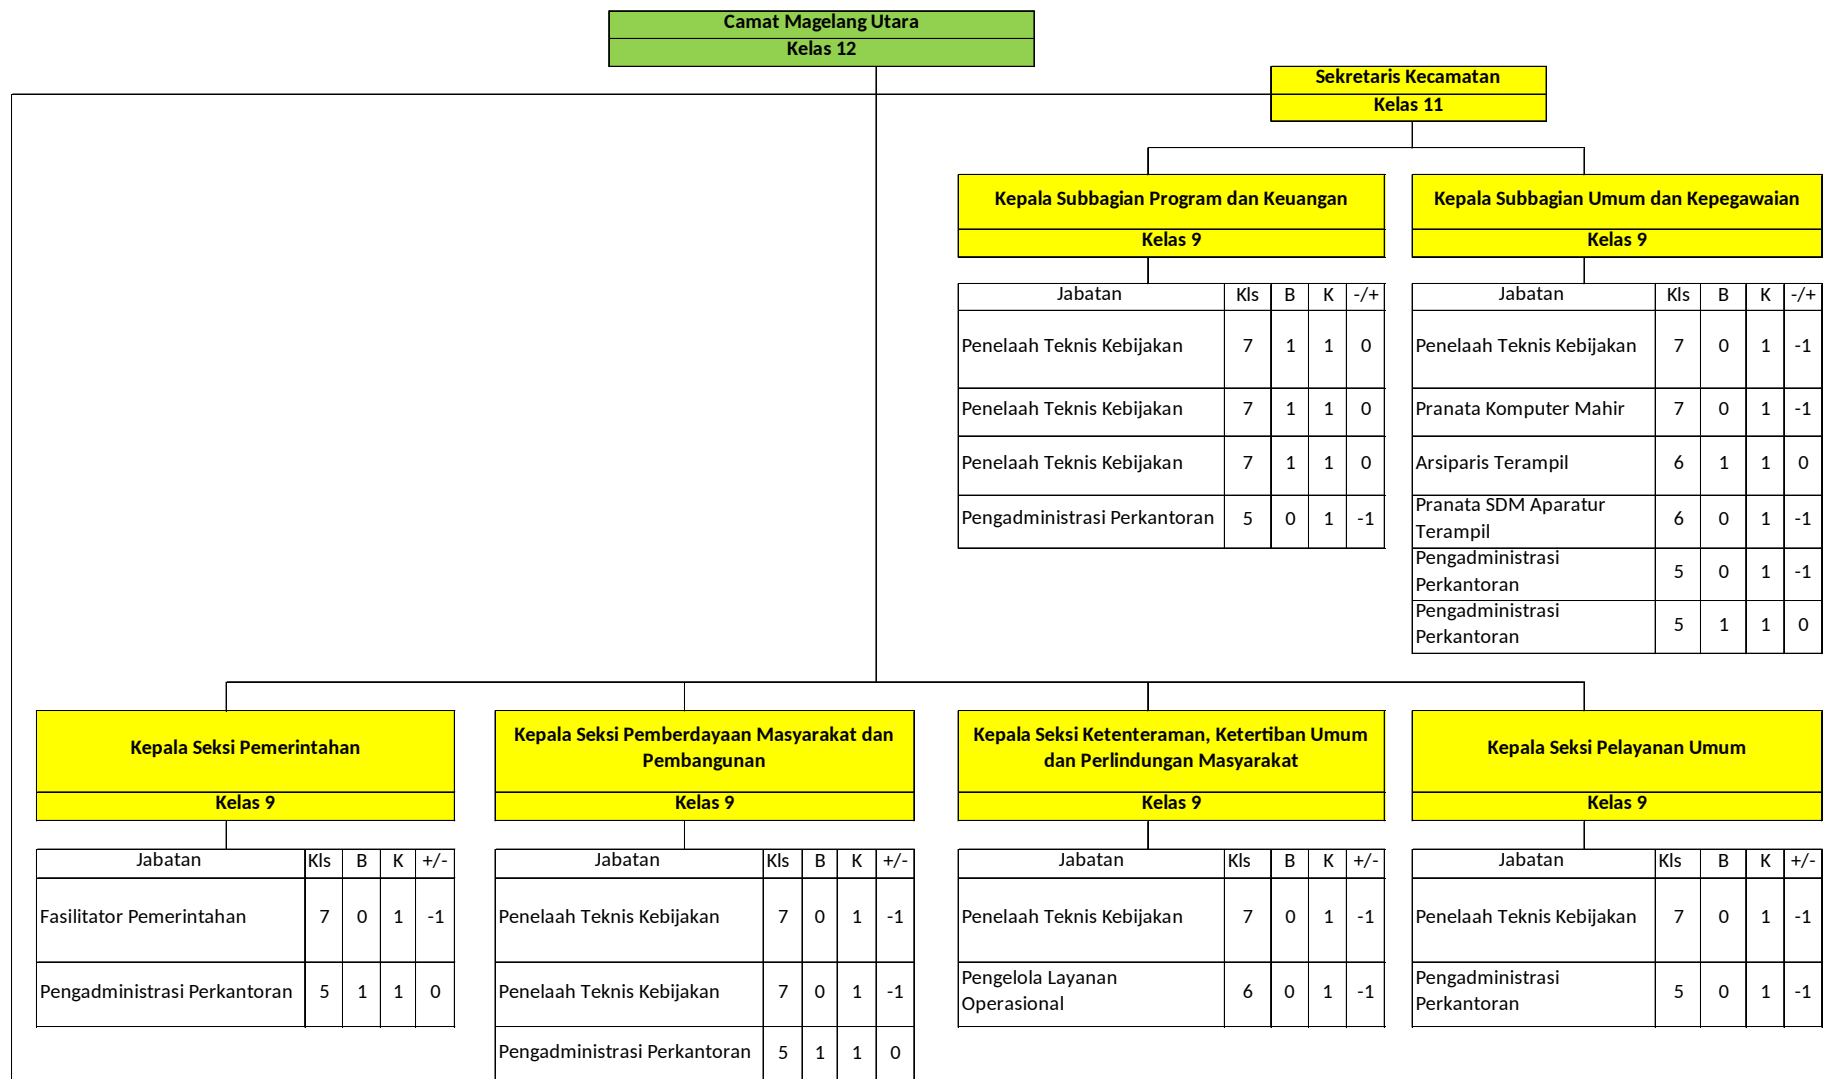 Camat Magelang Utara
Kelas 12
Sekretaris Kecamatan
Kelas 11
Kepala Subbagian Program dan Keuangan
Kelas 9
Jabatan Kls B K -/+
Penelaah Teknis Kebijakan 7 1 1 0
Penelaah Teknis Kebijakan 7 1 1 0
Penelaah Teknis Kebijakan 7 1 1 0
Pengadministrasi Perkantoran 5 0 1 -1
Kepala Subbagian Umum dan Kepegawaian
Kelas 9
Jabatan Kls B K -/+
Penelaah Teknis Kebijakan 7 0 1 -1
Pranata Komputer Mahir 7 0 1 -1
Arsiparis Terampil 6 1 1 0
Pranata SDM Aparatur
Terampil 6 0 1 -1
Pengadministrasi
Perkantoran 5 0 1 -1
Pengadministrasi
Perkantoran 5 1 1 0
Kepala Seksi Pemerintahan
Kelas 9
Jabatan Kls B K +/-
Fasilitator Pemerintahan 7 0 1 -1
Pengadministrasi Perkantoran 5 1 1 0
Kepala Seksi Pemberdayaan Masyarakat dan
Pembangunan
Kelas 9
Jabatan Kls B K +/-
Penelaah Teknis Kebijakan 7 0 1 -1
Penelaah Teknis Kebijakan 7 0 1 -1
Pengadministrasi Perkantoran 5 1 1 0
Kepala Seksi Ketenteraman, Ketertiban Umum
dan Perlindungan Masyarakat
Kelas 9
Jabatan Kls B K +/-
Penelaah Teknis Kebijakan 7 0 1 -1
Pengelola Layanan
Operasional 6 0 1 -1
Kepala Seksi Pelayanan Umum
Kelas 9
Jabatan Kls B K +/-
Penelaah Teknis Kebijakan 7 0 1 -1
Pengadministrasi
Perkantoran 5 0 1 -1